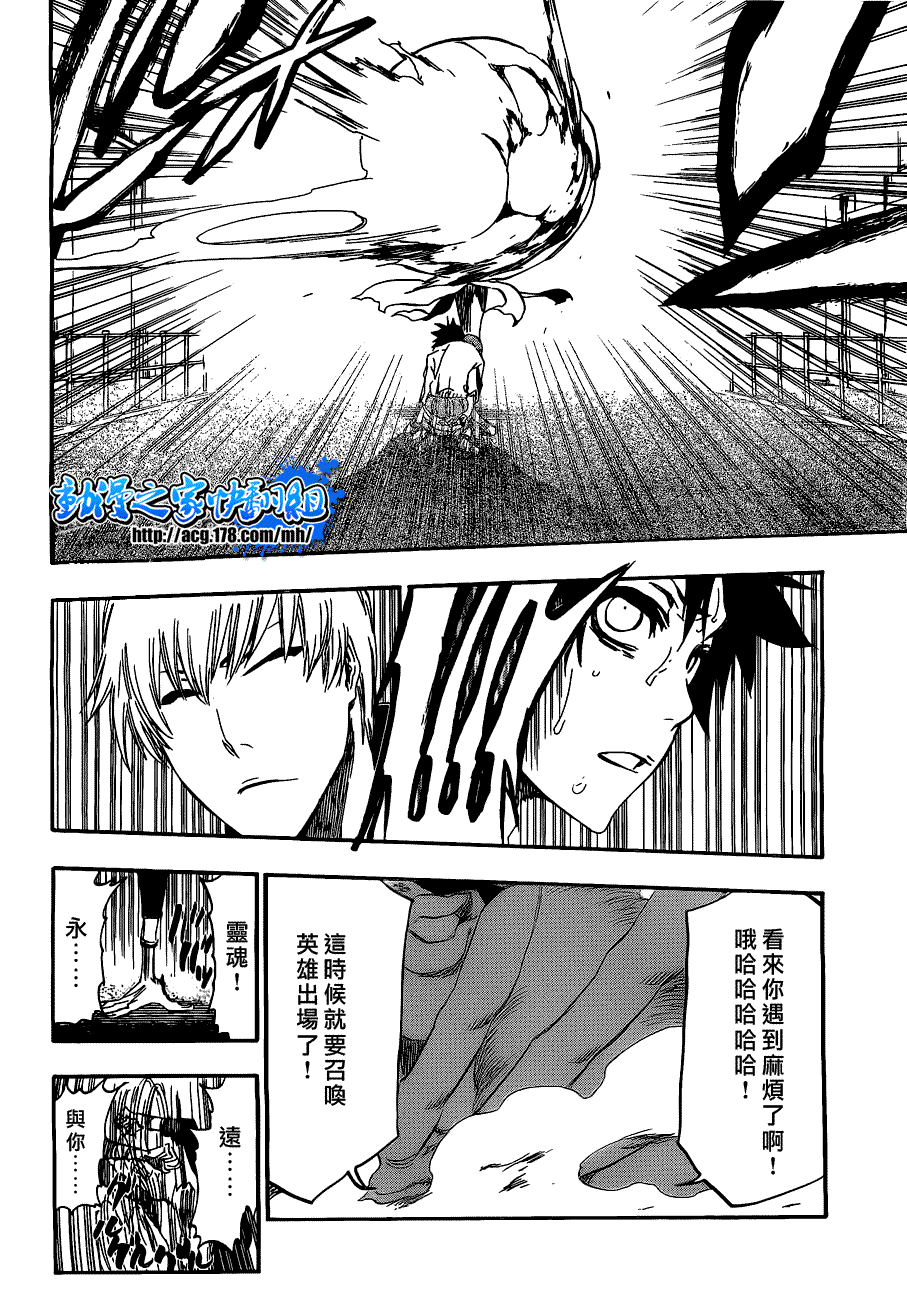 動漫之家快翻組
http://acg.178.com/mh/
看來你遇到麻煩了啊！
哦哈哈哈哈哈！
這時候就要召喚
英雄出場了！
靈魂！
永……
遠……
與你……